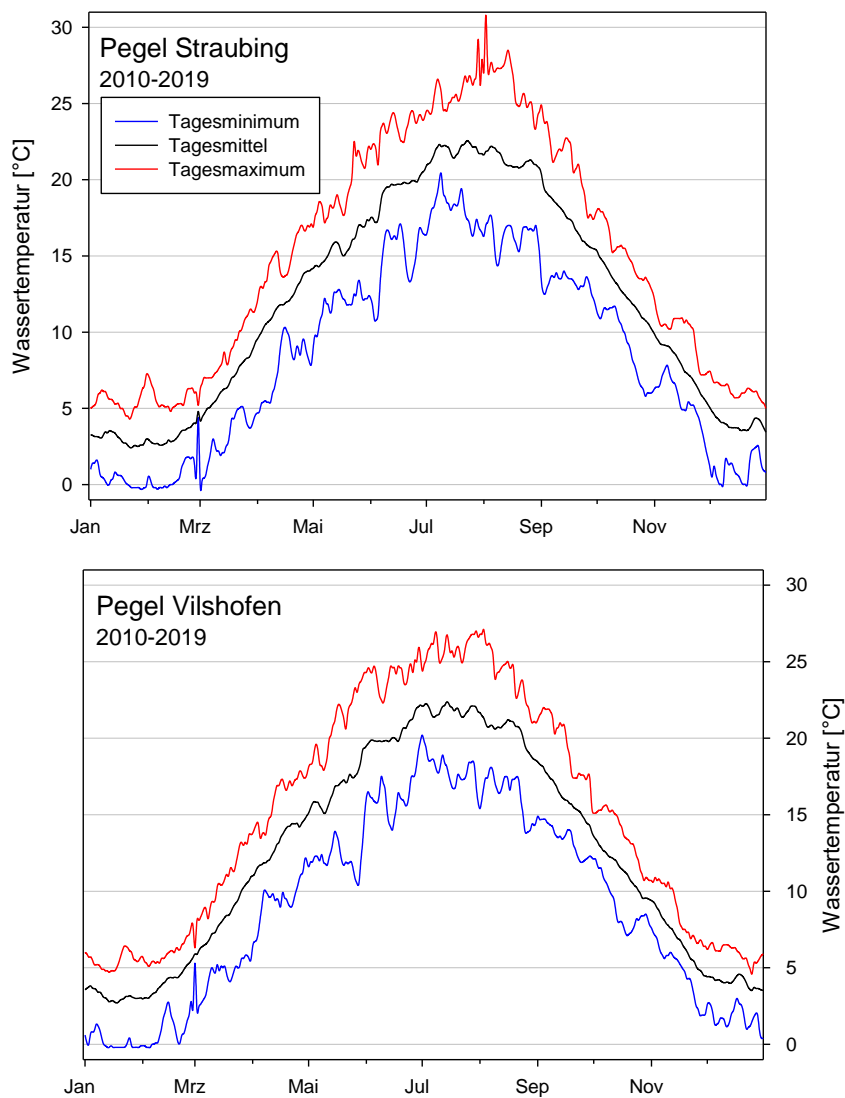 Pegel Straubing
2010-2019
Tagesminimum
Tagesmittel
Tagesmaximum
Wassertemperatur [°C]
30
25
20
15
10
5
0
Jan Mrz Mai Jul Sep Nov
Pegel Vilshofen
2010-2019
30
25
20
15
10
5
0
Wassertemperatur [°C]
Jan Mrz Mai Jul Sep Nov